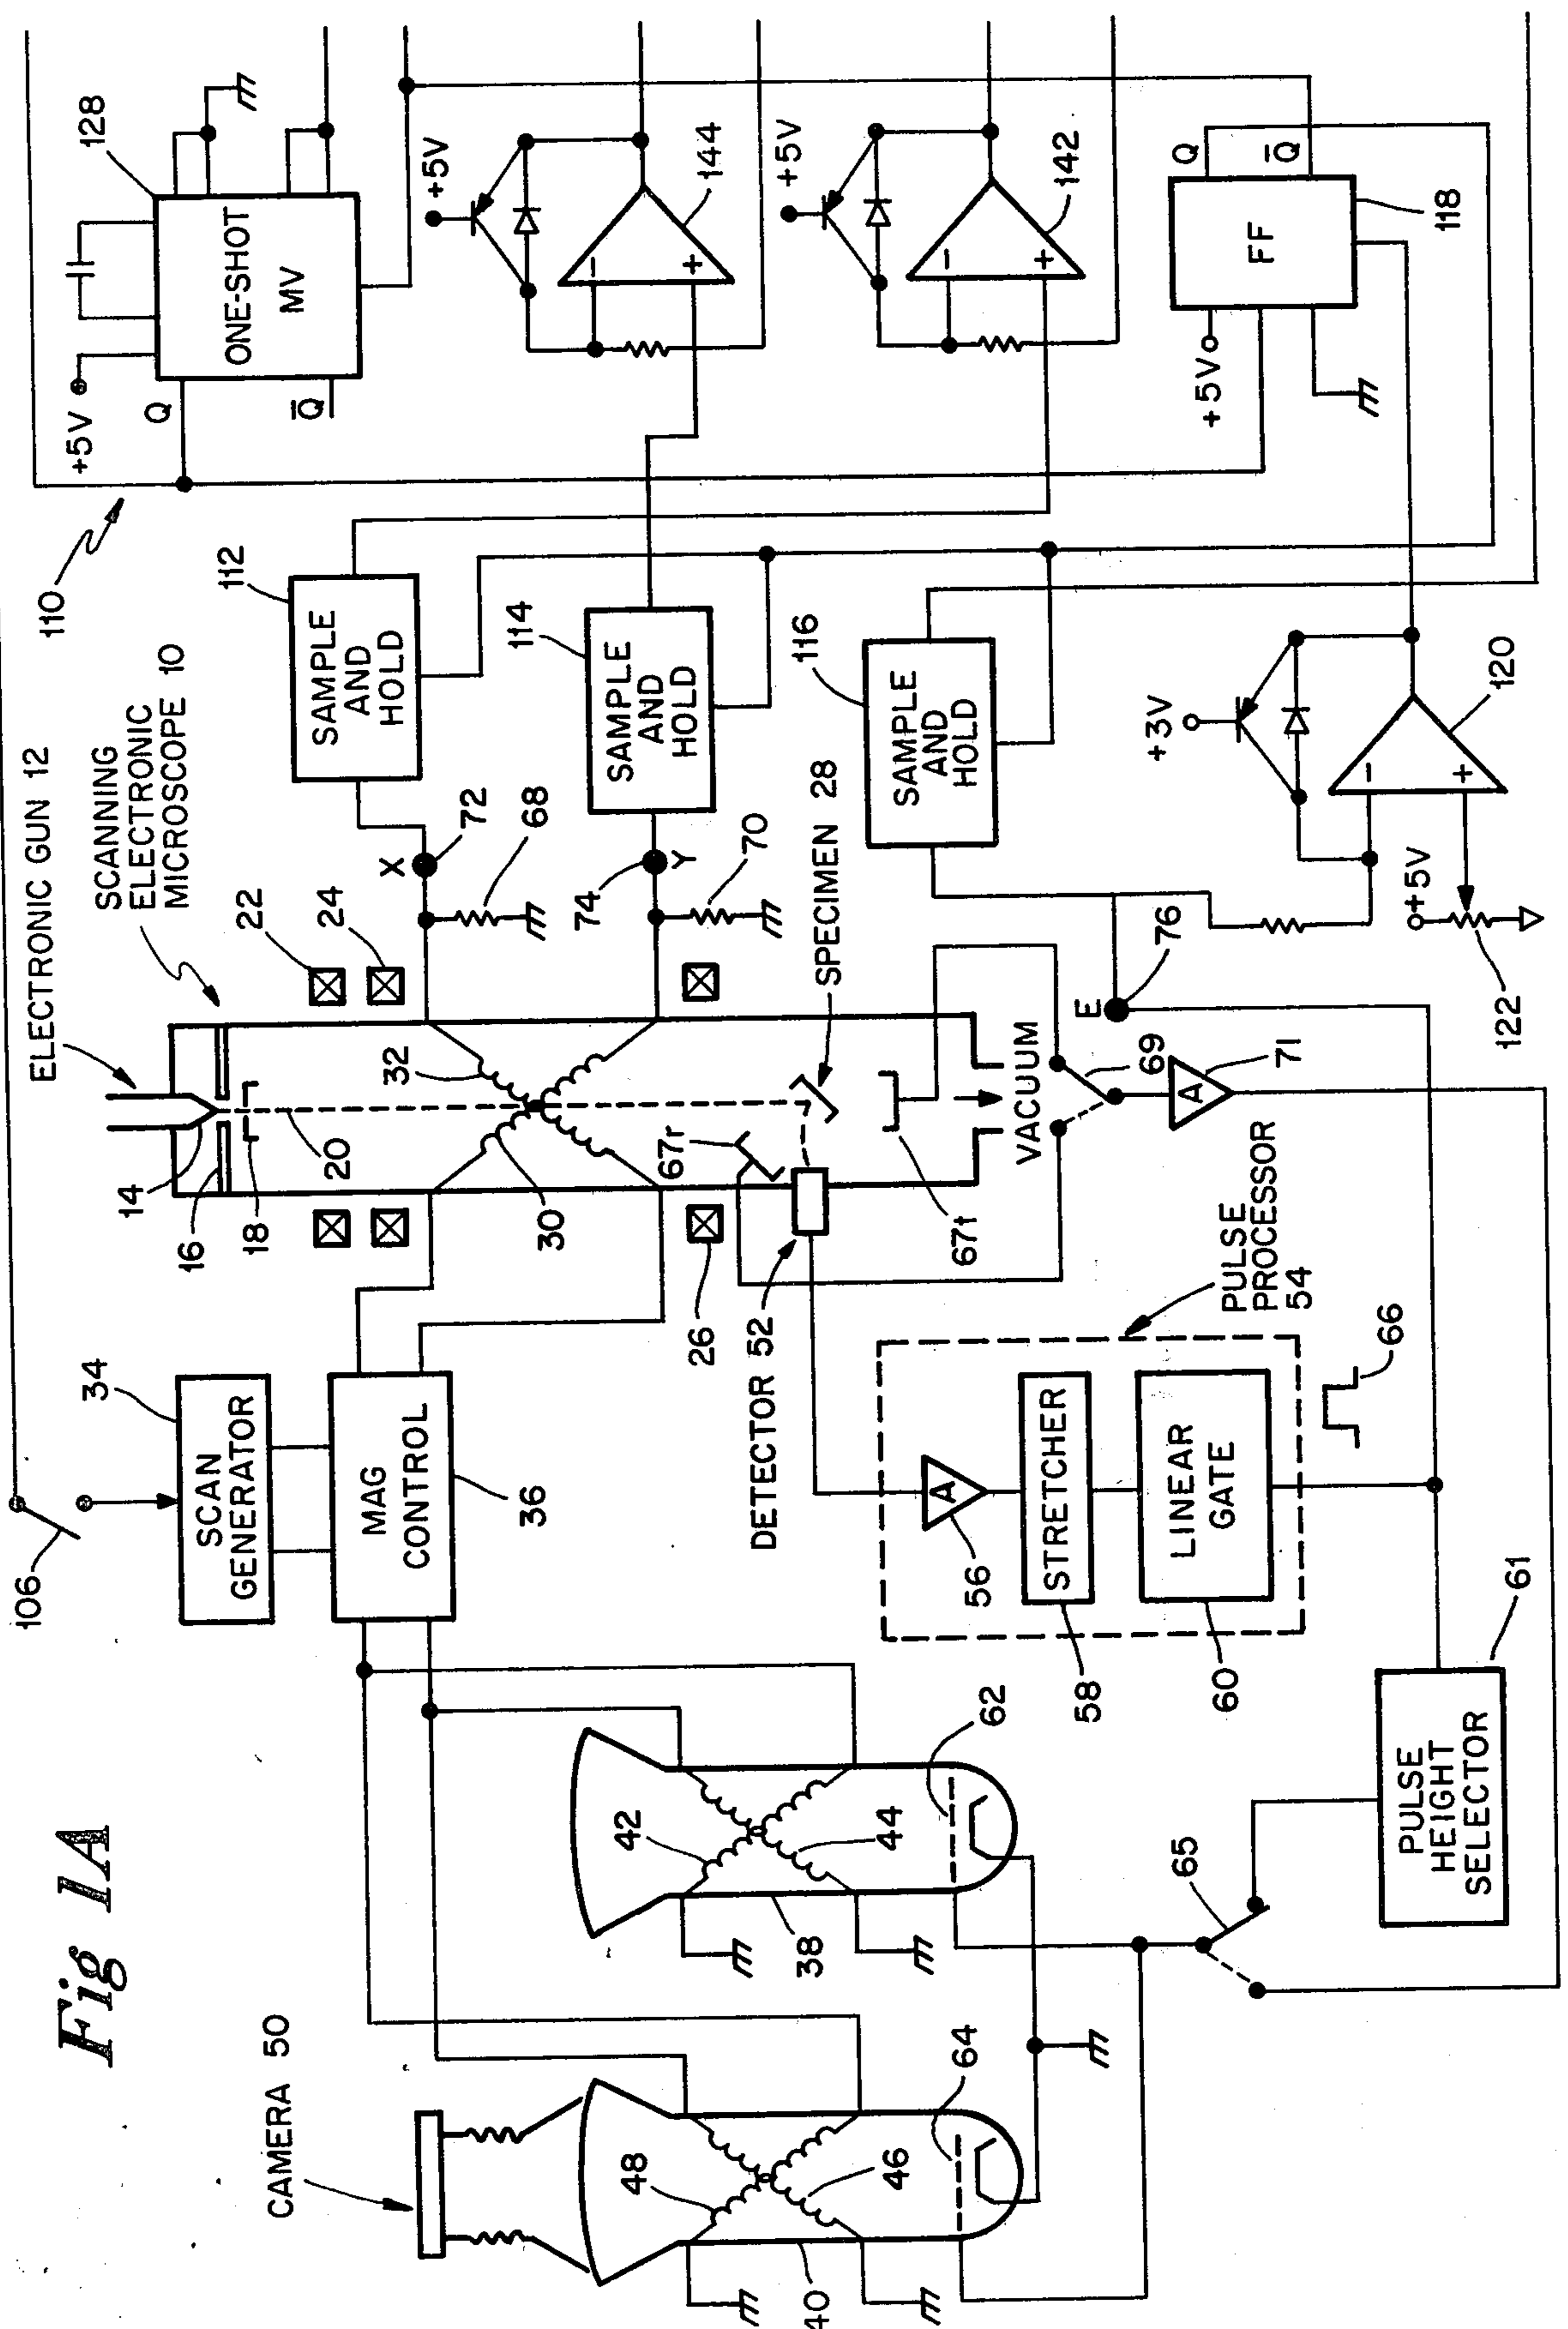 Fig 1A
CAMERA 50
48
46
40
64
42
44
38
62
65
PULSE
HEIGHT
SELECTOR
61
106
34
SCAN
GENERATOR
MAG
CONTROL
36
DETECTOR 52
A
56
STRETCHER
58
LINEAR
GATE
60
66
PULSE
PROCESSOR
54
ELECTRONIC GUN 12
SCANNING
ELECTRONIC
MICROSCOPE 10
14
16
18
20
22
24
26
30
32
67r
67t
SPECIMEN 28
VACUUM
69
A
71
X
72
68
74
Y
70
E
76
110
112
SAMPLE
AND
HOLD
114
SAMPLE
AND
HOLD
116
SAMPLE
AND
HOLD
+3V
+5V
122
−
+
120
+5V
Q
Q̅
ONE-SHOT
MV
128
+5V
−
+
144
+5V
−
+
142
+5V
FF
Q
Q̅
118